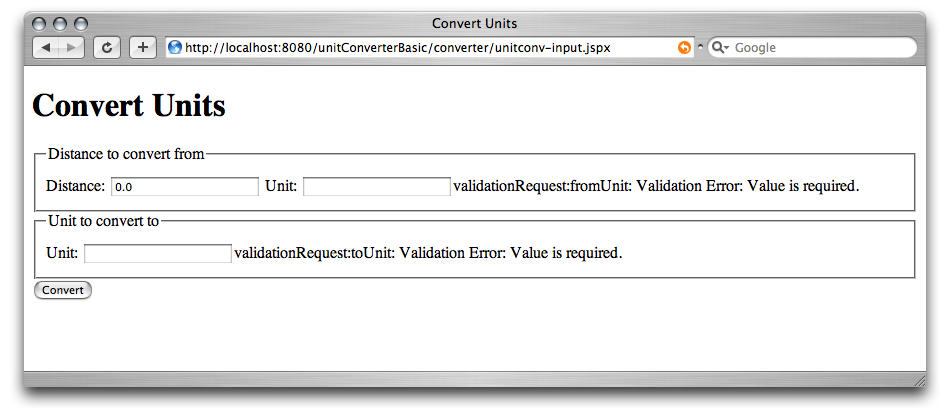 Convert Units
http://localhost:8080/unitConverterBasic/converter/unitconv-input.jspx
Google
Convert Units
Distance to convert from
Distance: 0.0 Unit: validationRequest:fromUnit: Validation Error: Value is required.
Unit to convert to
Unit: validationRequest:toUnit: Validation Error: Value is required.
Convert